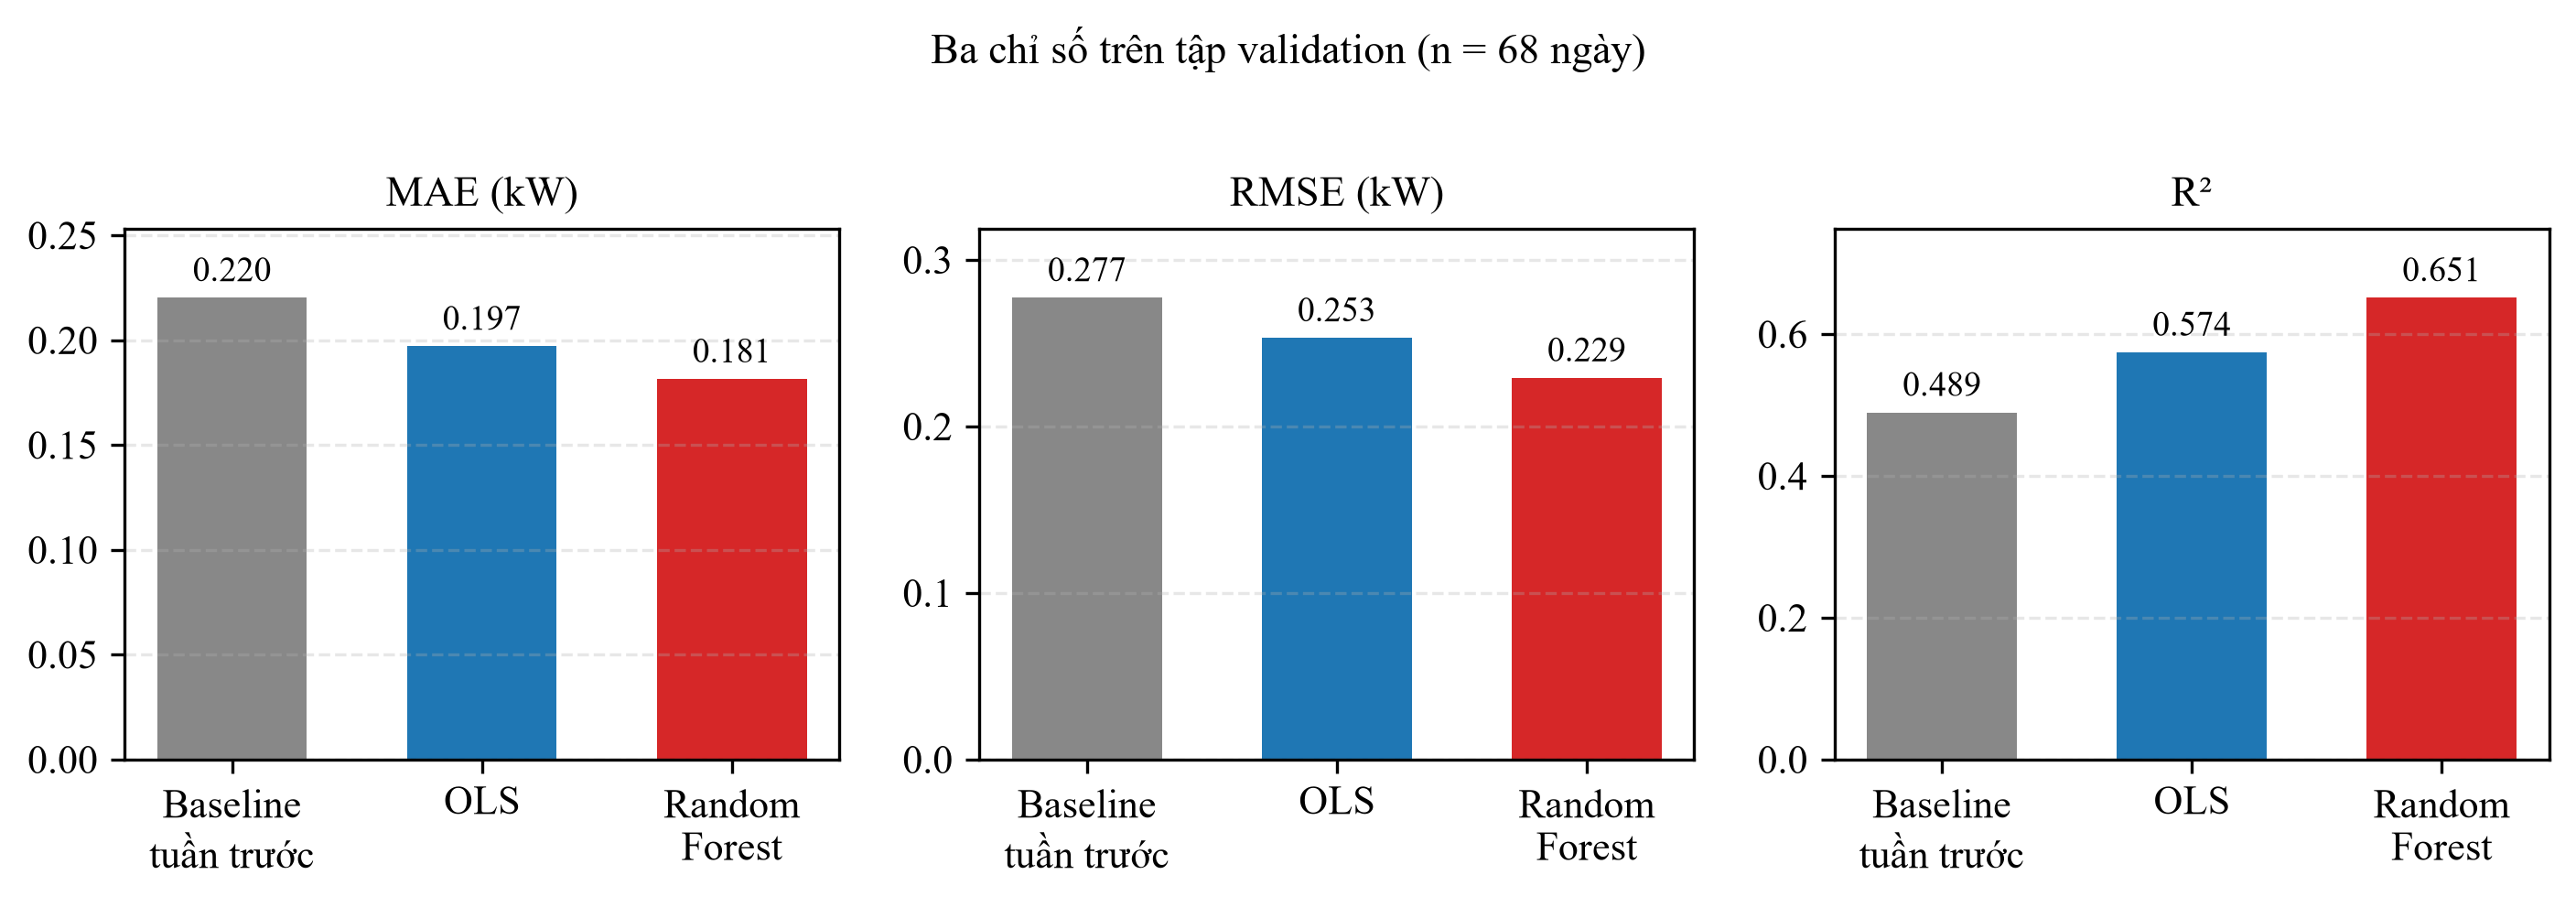 Ba chỉ số trên tập validation (n = 68 ngày)
MAE (kW)
0.25
0.20
0.15
0.10
0.05
0.00
0.220
0.197
0.181
Baseline
tuần trước
OLS
Random
Forest
RMSE (kW)
0.3
0.2
0.1
0.0
0.277
0.253
0.229
Baseline
tuần trước
OLS
Random
Forest
R²
0.6
0.4
0.2
0.0
0.489
0.574
0.651
Baseline
tuần trước
OLS
Random
Forest